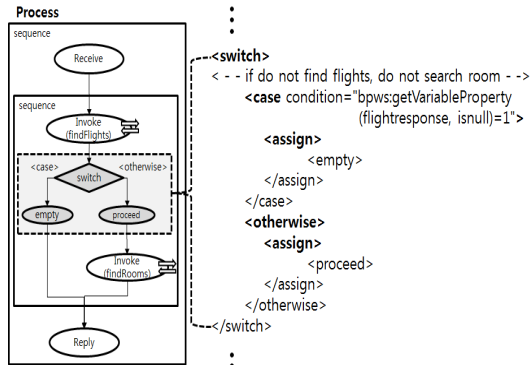 Process
sequence
Receive
sequence
Invoke
(findFlights)
<case>
<otherwise>
switch
empty
proceed
Invoke
(findRooms)
Reply
<switch>
< - - if do not find flights, do not search room - ->
<case condition="bpws:getVariableProperty
(flightresponse, isnull)=1">
<assign>
<empty>
</assign>
</case>
<otherwise>
<assign>
<proceed>
</assign>
</otherwise>
</switch>